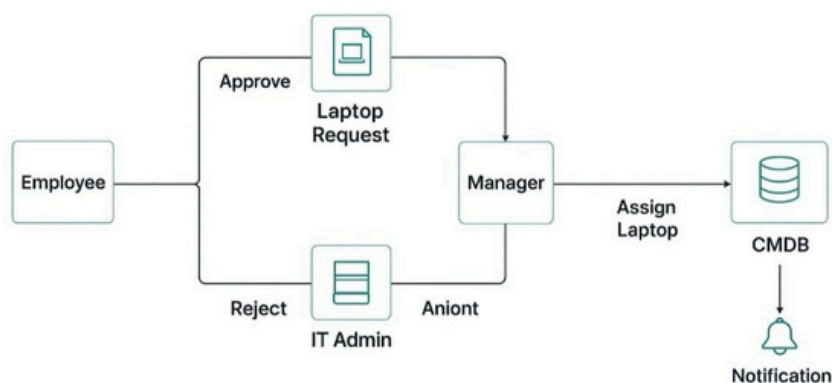 Approve
Laptop
Request
Employee
Manager
Assign
Laptop
CMDB
Reject
Aniont
IT Admin
Notification